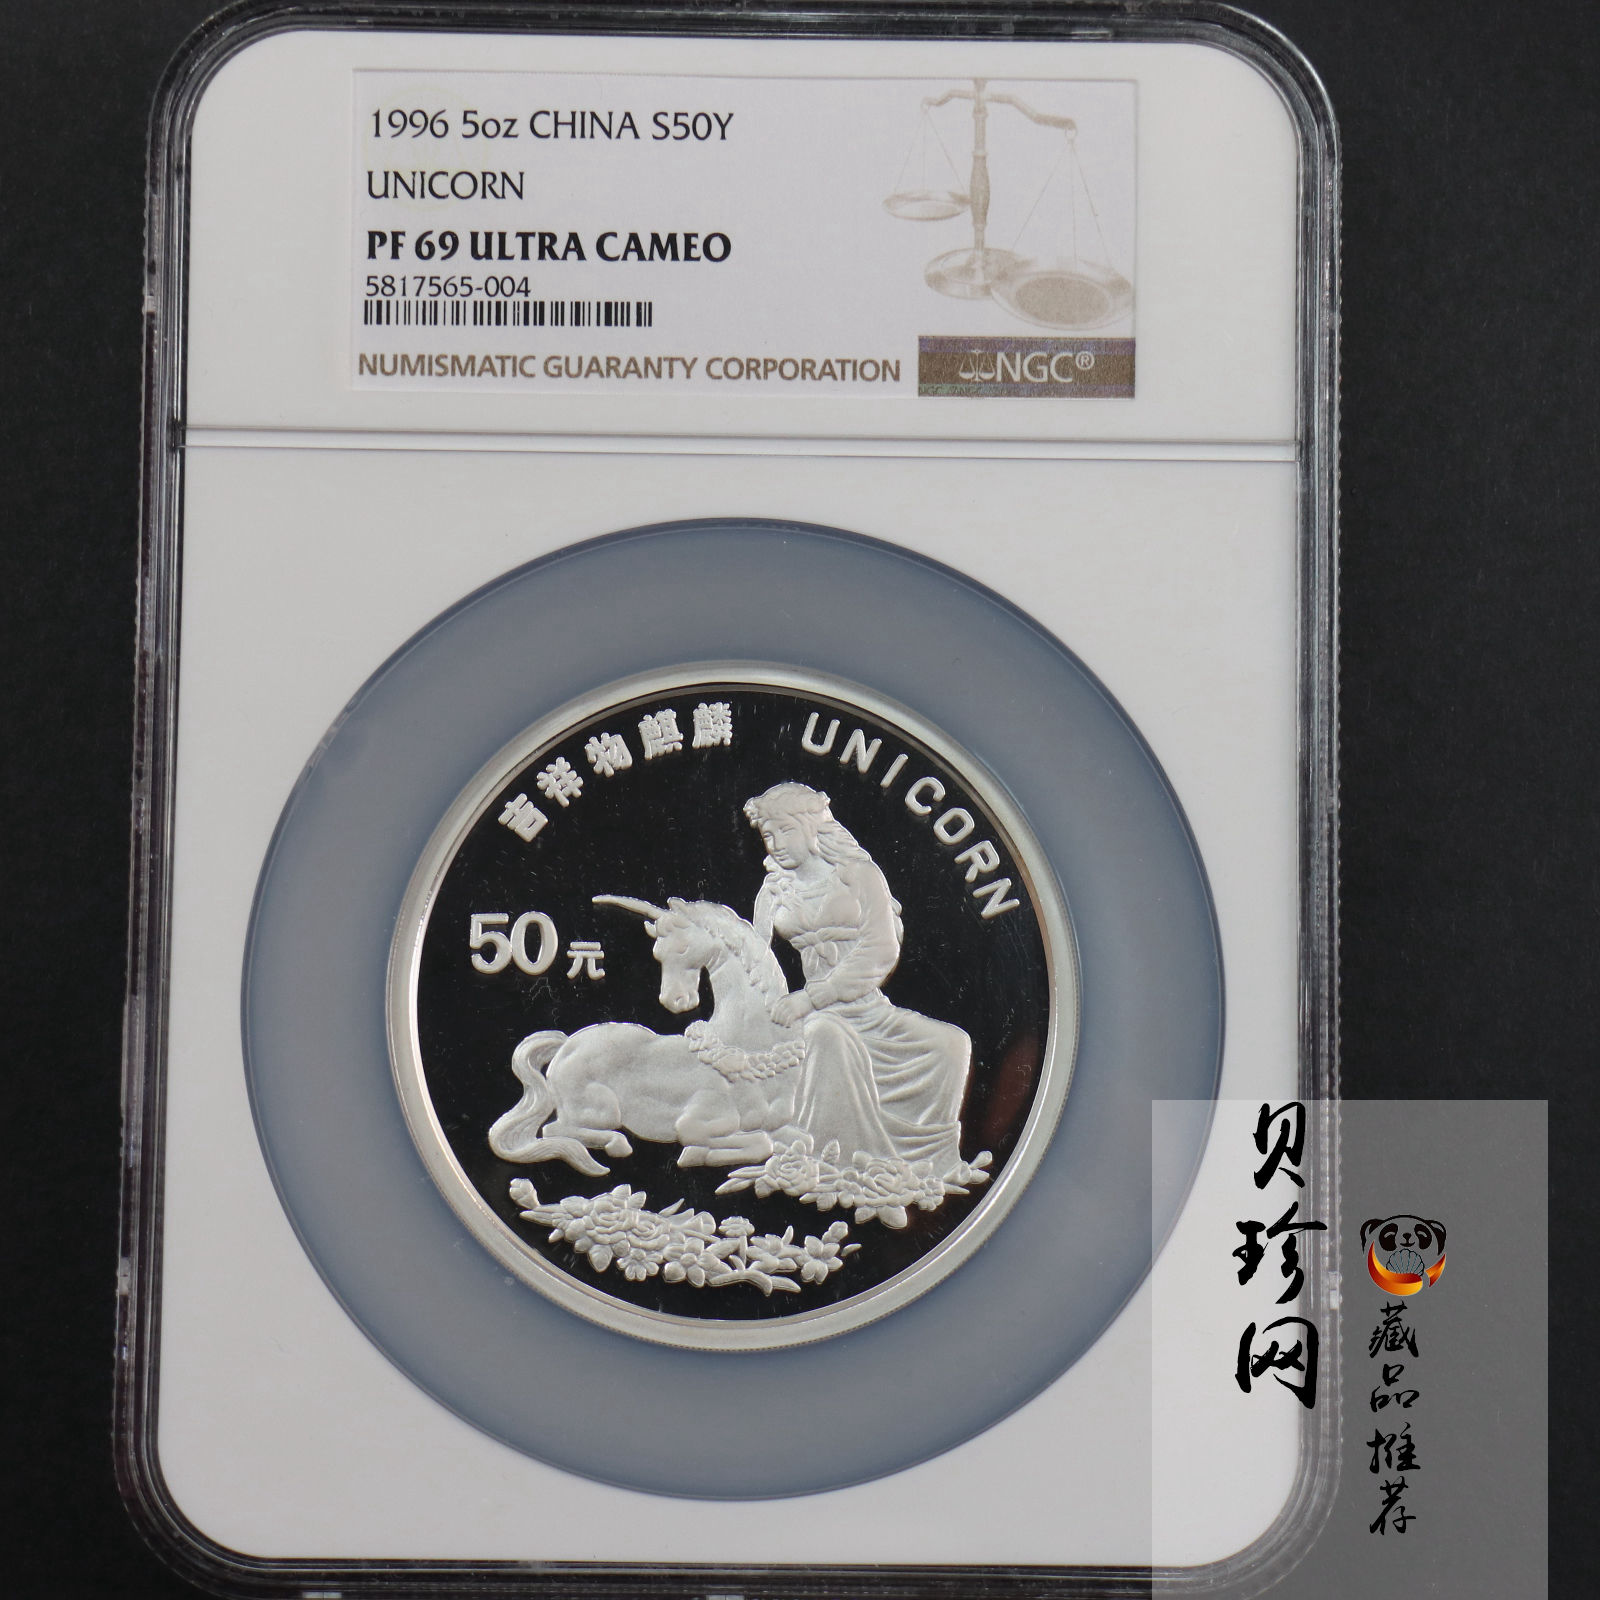 1996 5oz CHINA S50Y
UNICORN
PF 69 ULTRA CAMEO
5817565-004
NUMISMATIC GUARANTY CORPORATION
NGC®
吉祥物麒麟 UNICORN
50元
贝珍网
藏品推荐